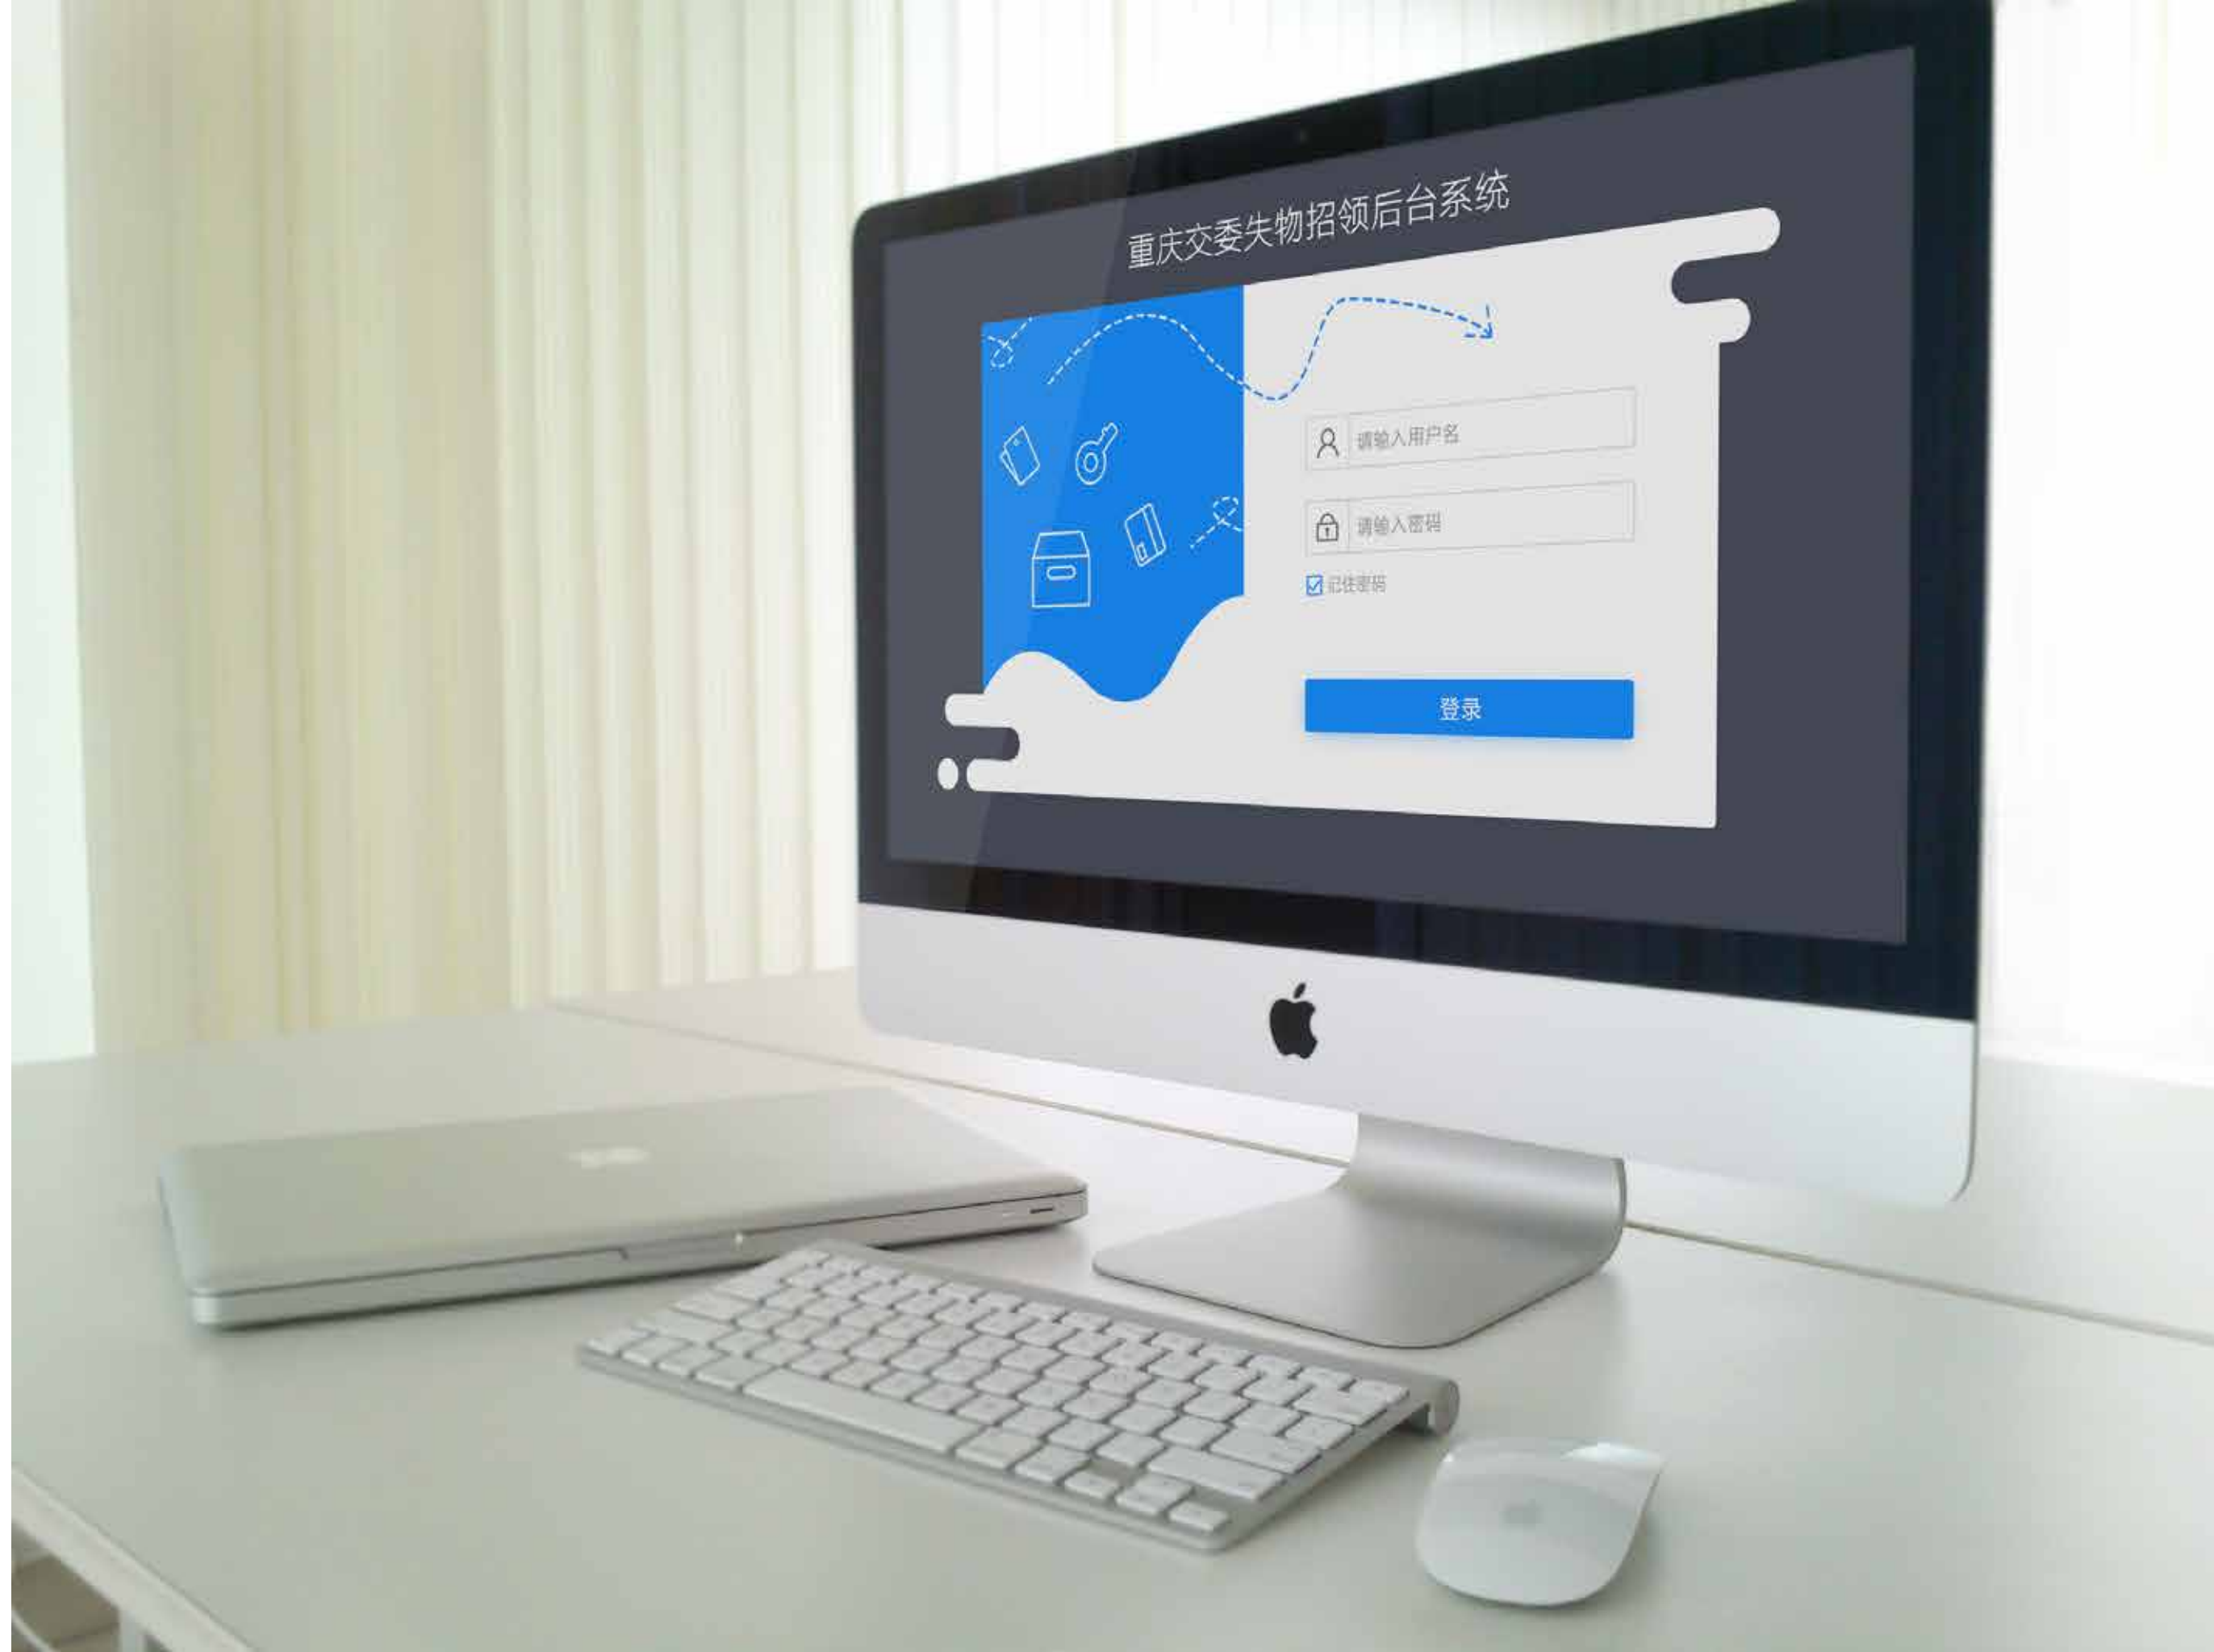 重庆交委失物招领后台系统
请输入用户名
请输入密码
记住密码
登录